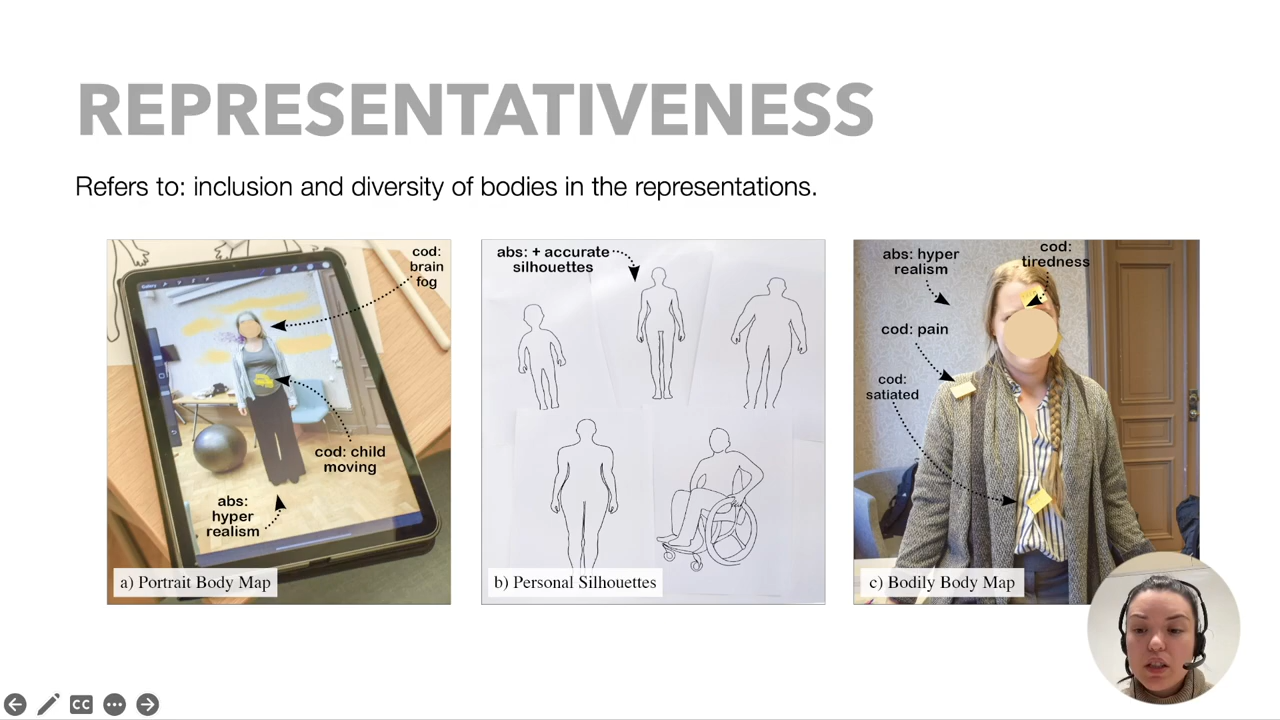 REPRESENTATIVENESS
Refers to: inclusion and diversity of bodies in the representations.
cod:
brain
fog
cod: child
moving
abs:
hyper
realism
a) Portrait Body Map
abs: + accurate
silhouettes
b) Personal Silhouettes
abs: hyper
realism
cod:
tiredness
cod: pain
cod:
satiated
c) Bodily Body Map
CC